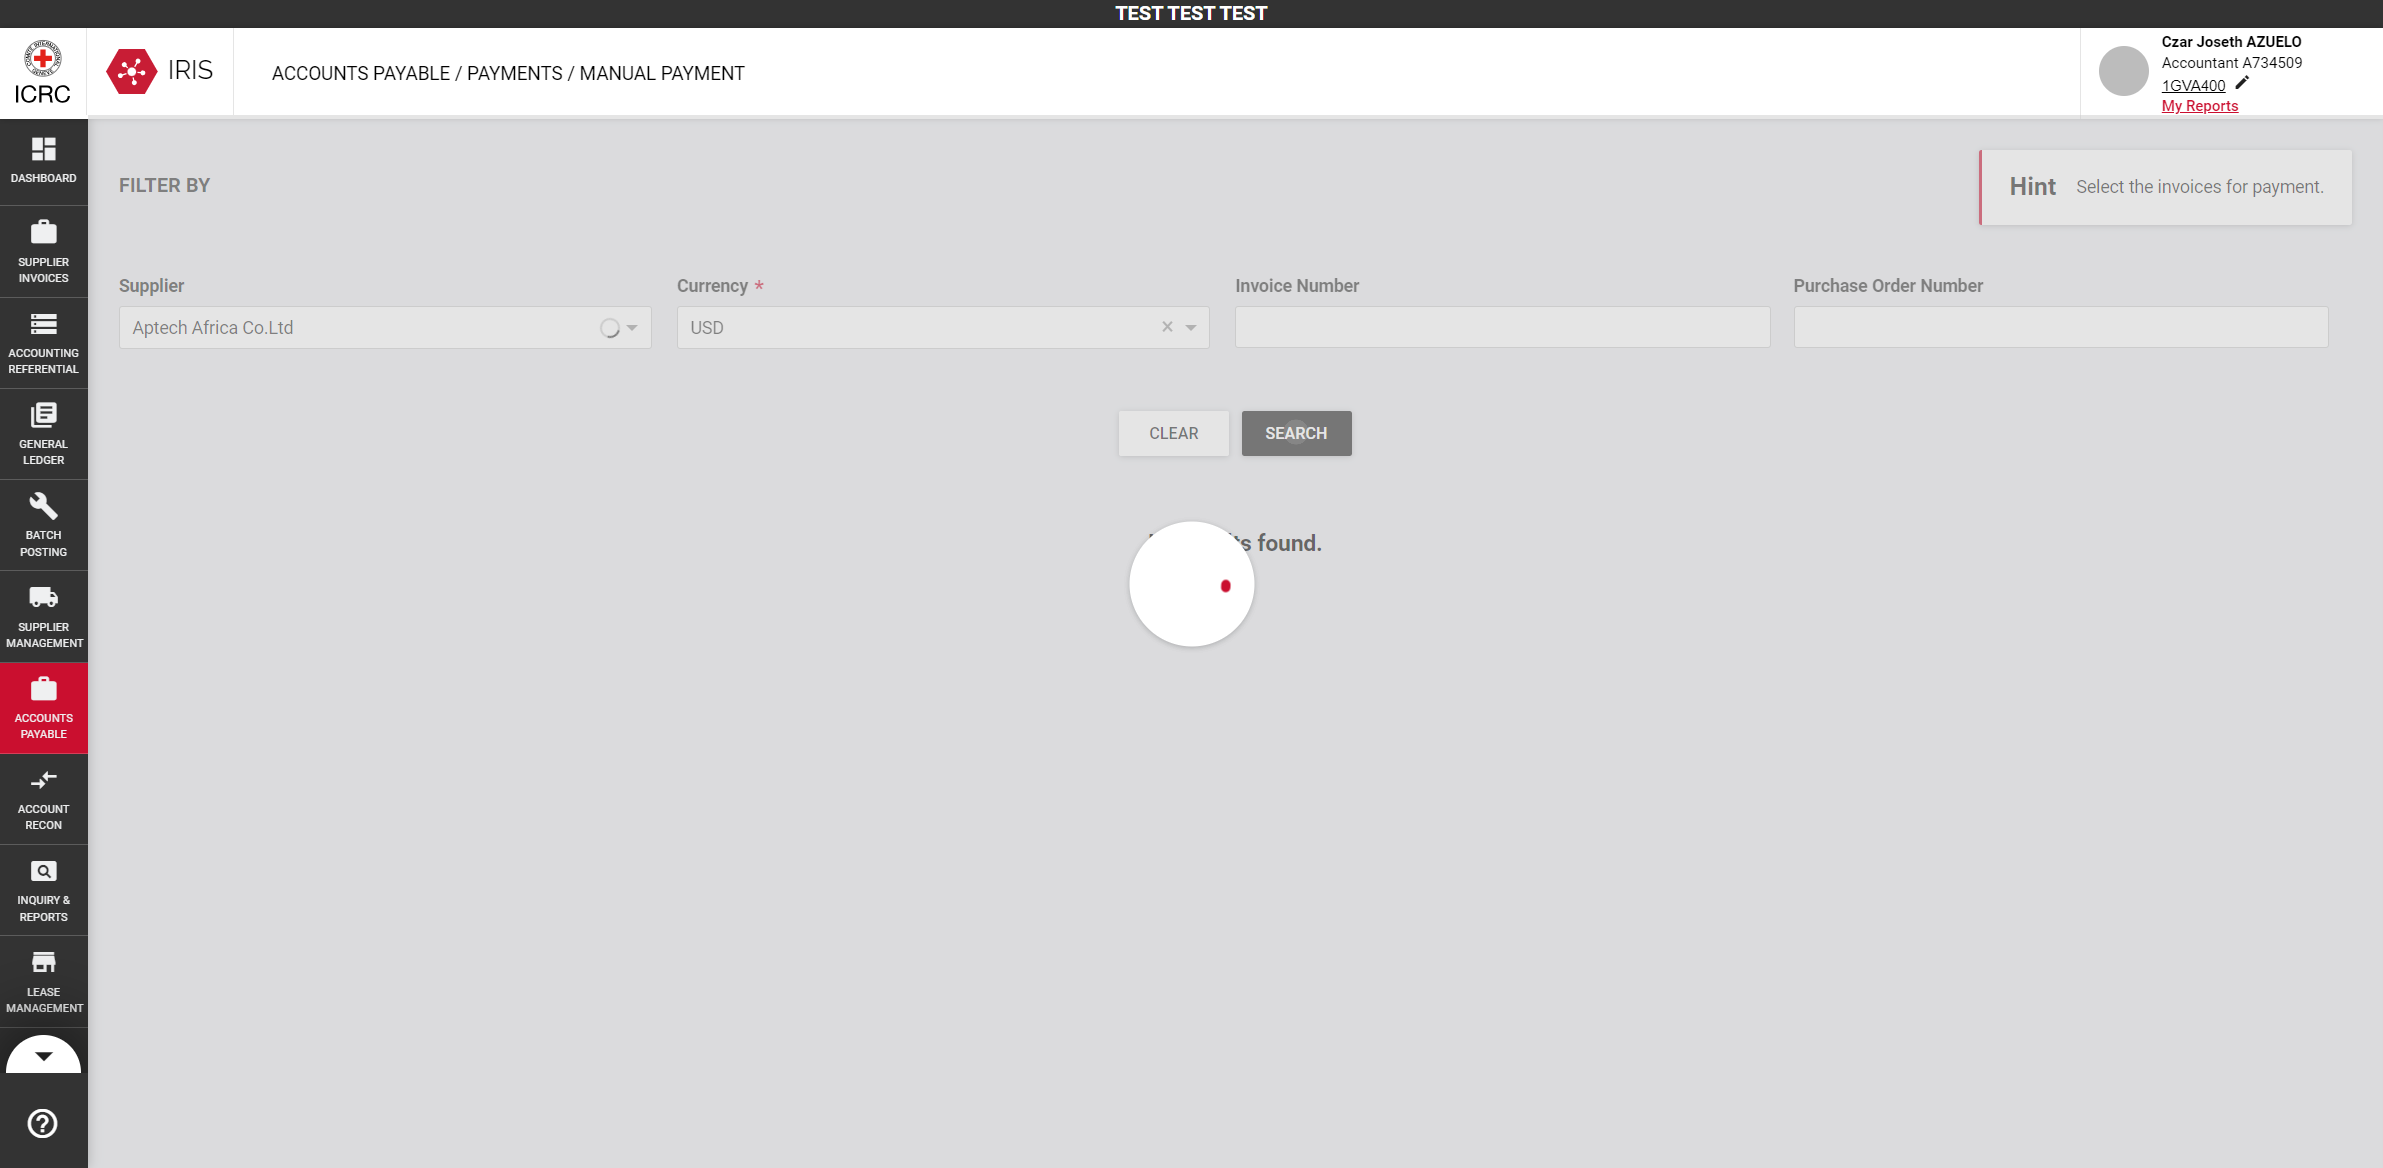 TEST TEST TEST
ICRC
IRIS
ACCOUNTS PAYABLE / PAYMENTS / MANUAL PAYMENT
Czar Joseth AZUELO
Accountant A734509
1GVA400
My Reports
DASHBOARD
SUPPLIER
INVOICES
ACCOUNTING
REFERENTIAL
GENERAL
LEDGER
BATCH
POSTING
SUPPLIER
MANAGEMENT
ACCOUNTS
PAYABLE
ACCOUNT
RECON
INQUIRY &
REPORTS
LEASE
MANAGEMENT
FILTER BY
Hint Select the invoices for payment.
Supplier
Aptech Africa Co.Ltd
Currency *
USD
Invoice Number
Purchase Order Number
CLEAR
SEARCH
found.